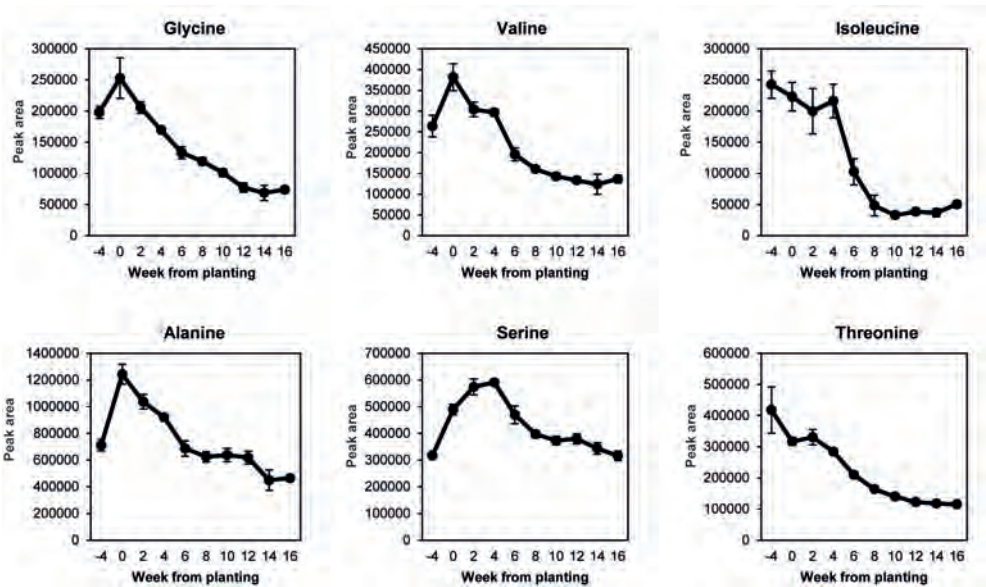 Glycine
Peak area
300000
250000
200000
150000
100000
50000
0
-4 0 2 4 6 8 10 12 14 16
Week from planting
Valine
Peak area
450000
400000
350000
300000
250000
200000
150000
100000
50000
0
-4 0 2 4 6 8 10 12 14 16
Week from planting
Isoleucine
Peak area
300000
250000
200000
150000
100000
50000
0
-4 0 2 4 6 8 10 12 14 16
Week from planting
Alanine
Peak area
1400000
1200000
1000000
8000000
6000000
4000000
2000000
0
-4 0 2 4 6 8 10 12 14 16
Week from planting
Serine
Peak area
700000
600000
500000
400000
300000
200000
100000
0
-4 0 2 4 6 8 10 12 14 16
Week from planting
Threonine
Peak area
600000
500000
400000
300000
200000
100000
0
-4 0 2 4 6 8 10 12 14 16
Week from planting